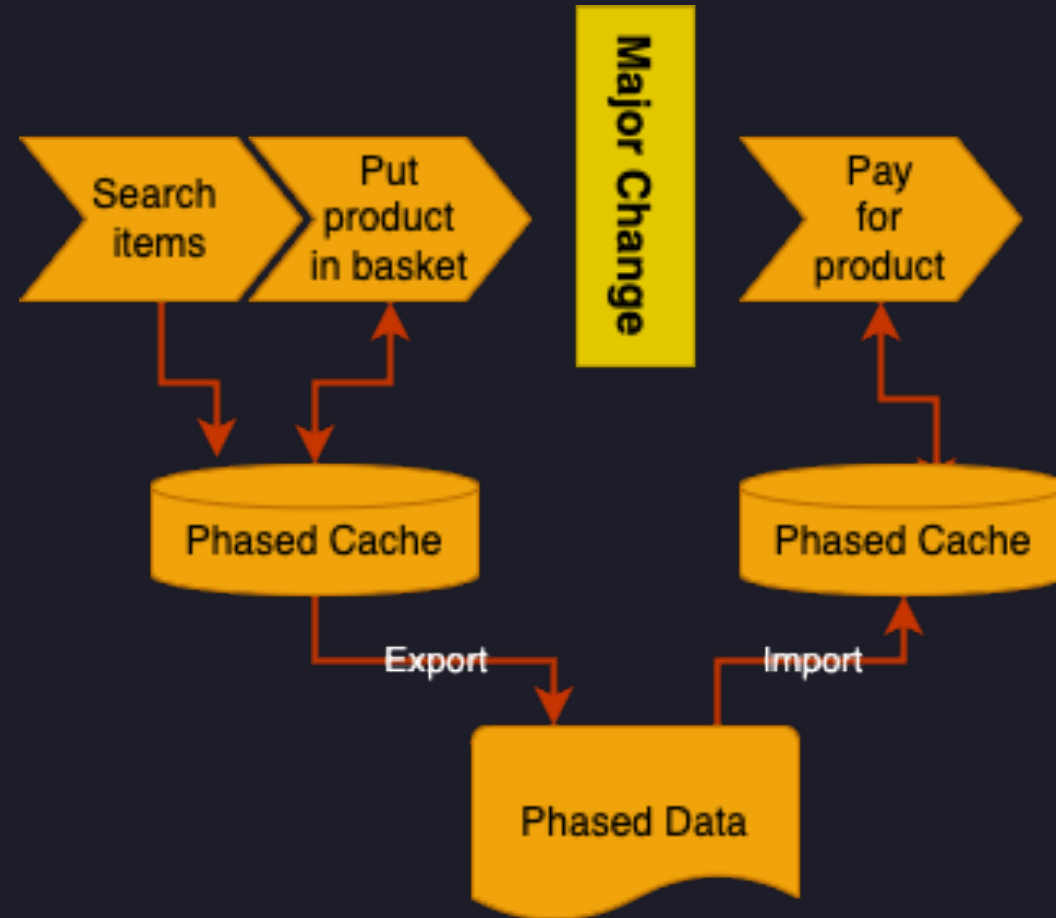 Search
items
Put
product
in basket
Major Change
Pay
for
product
Phased Cache
Phased Cache
Export
Import
Phased Data